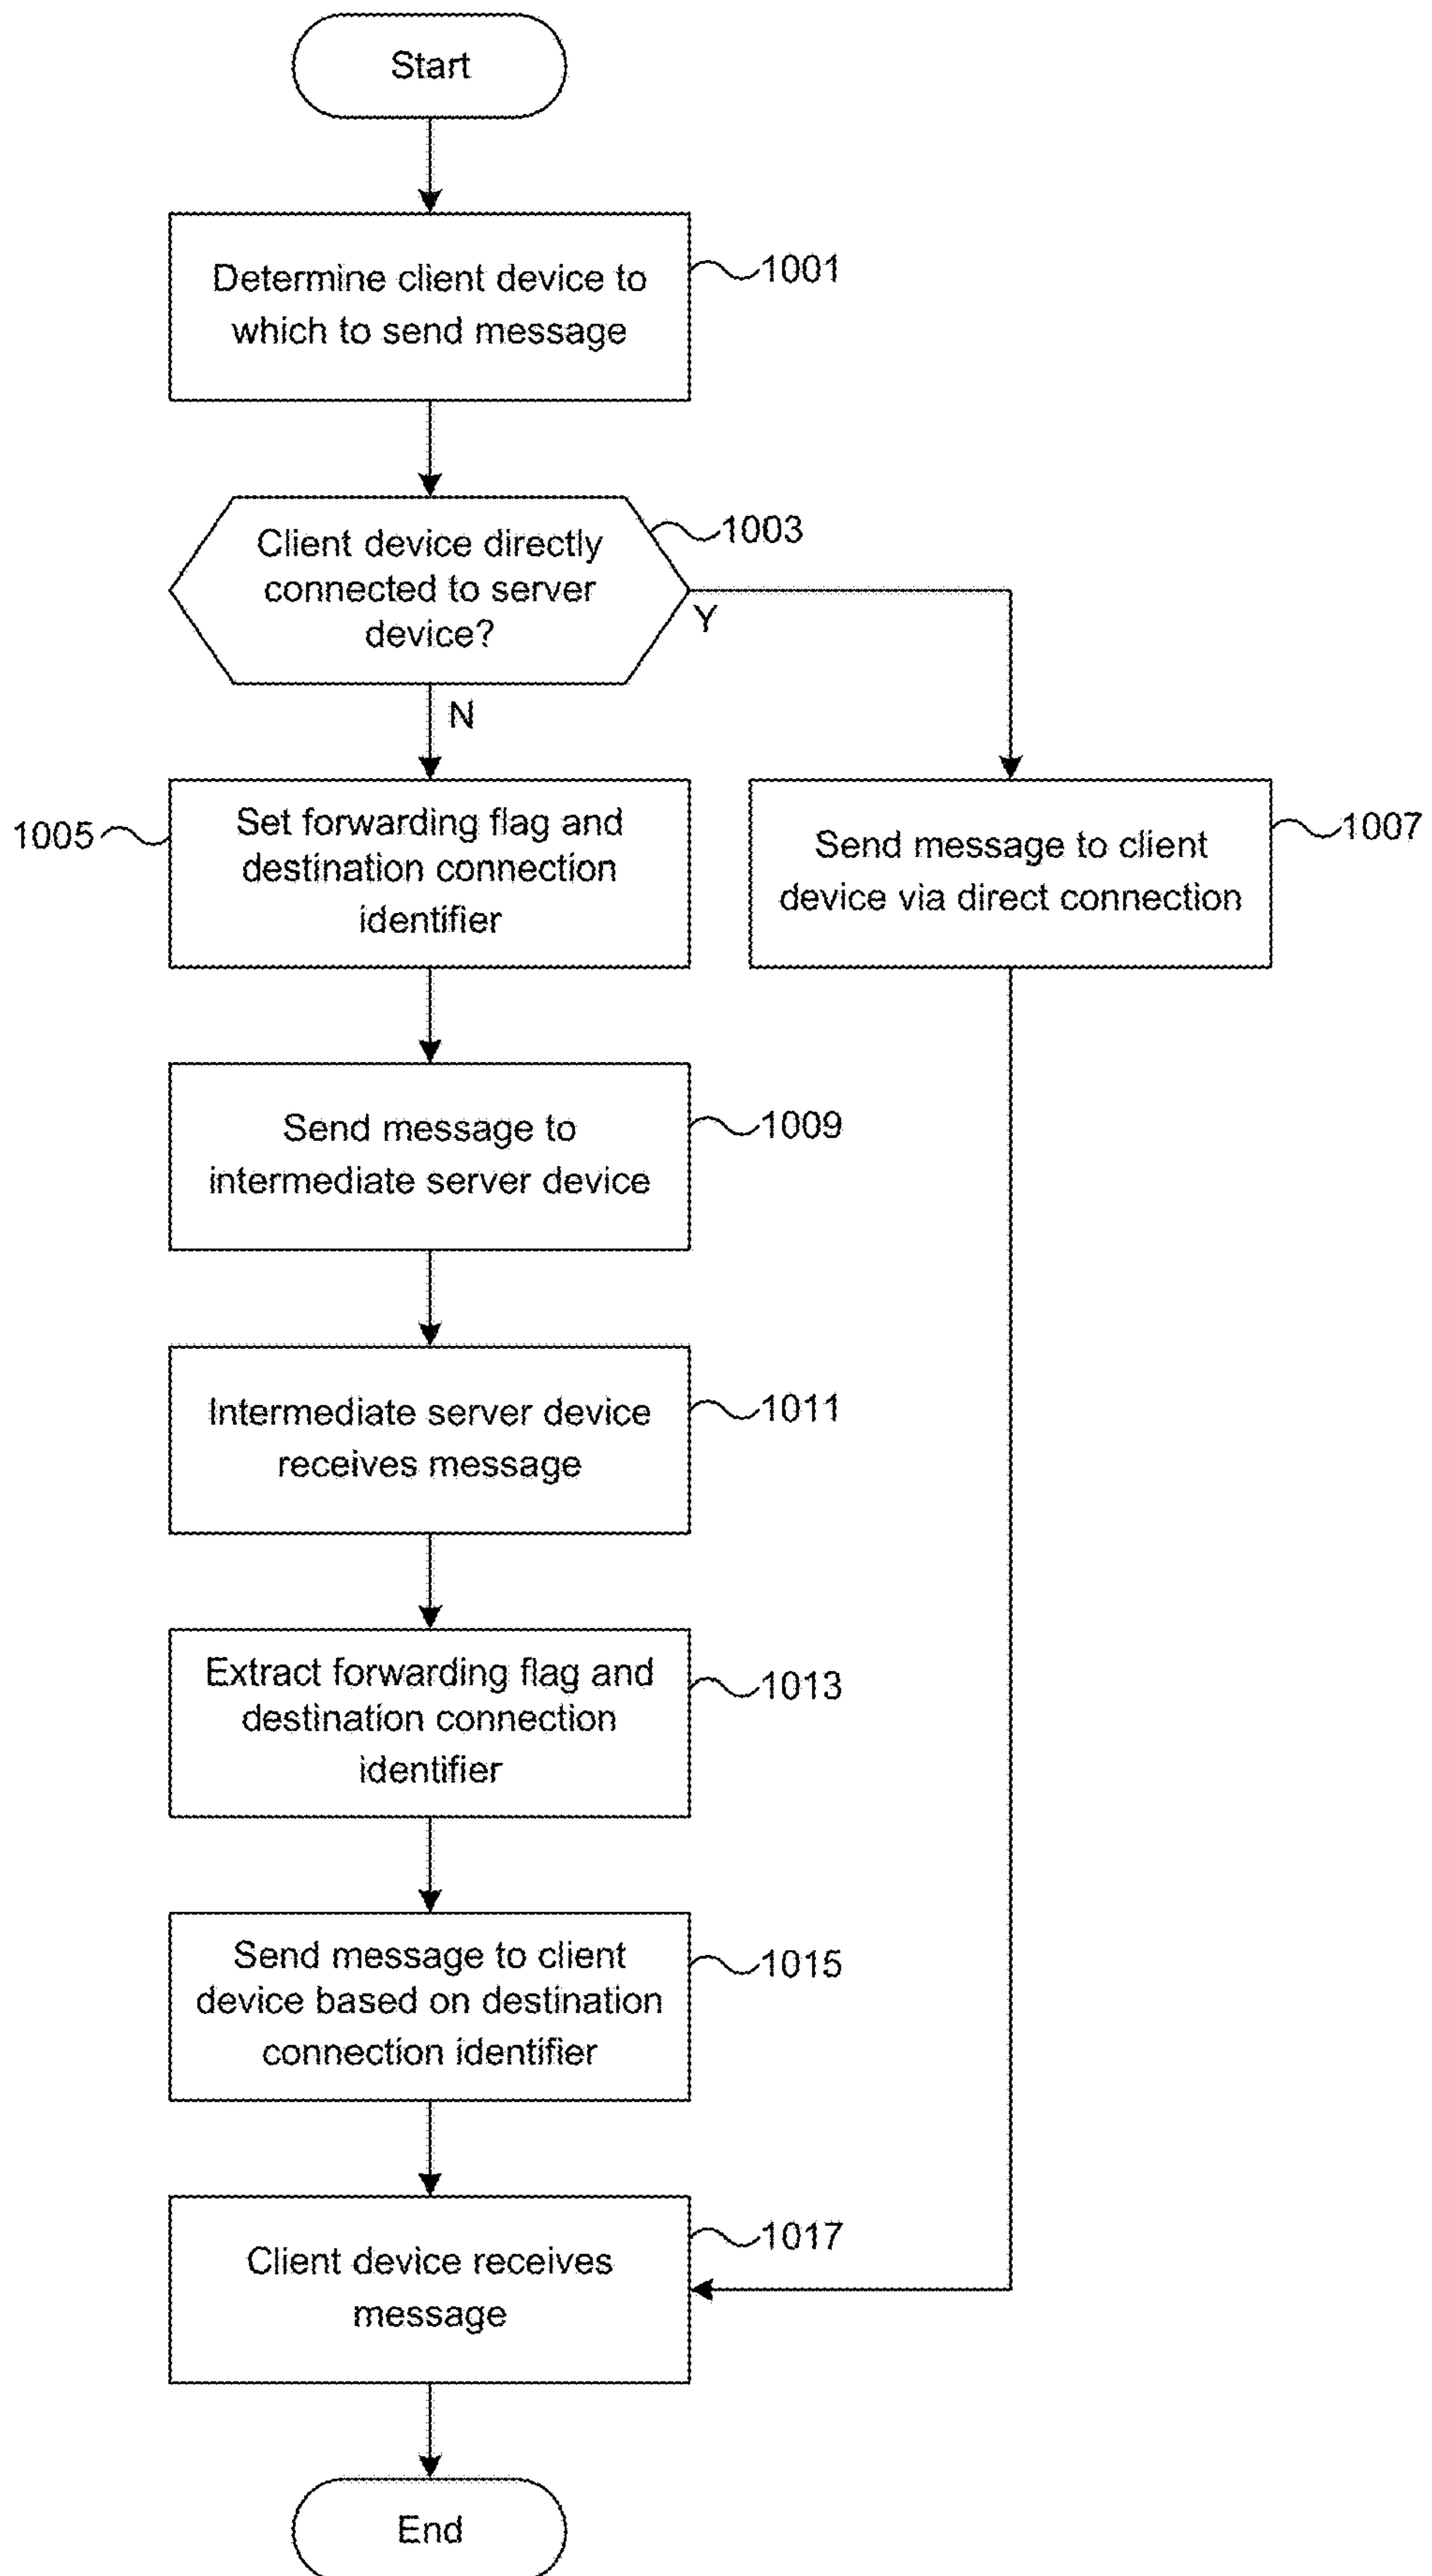 Start
Determine client device to
which to send message
1001
Client device directly
connected to server
device?
1003
Y
N
1005
Set forwarding flag and
destination connection
identifier
Send message to client
device via direct connection
1007
Send message to
intermediate server device
1009
Intermediate server device
receives message
1011
Extract forwarding flag and
destination connection
identifier
1013
Send message to client
device based on destination
connection identifier
1015
Client device receives
message
1017
End